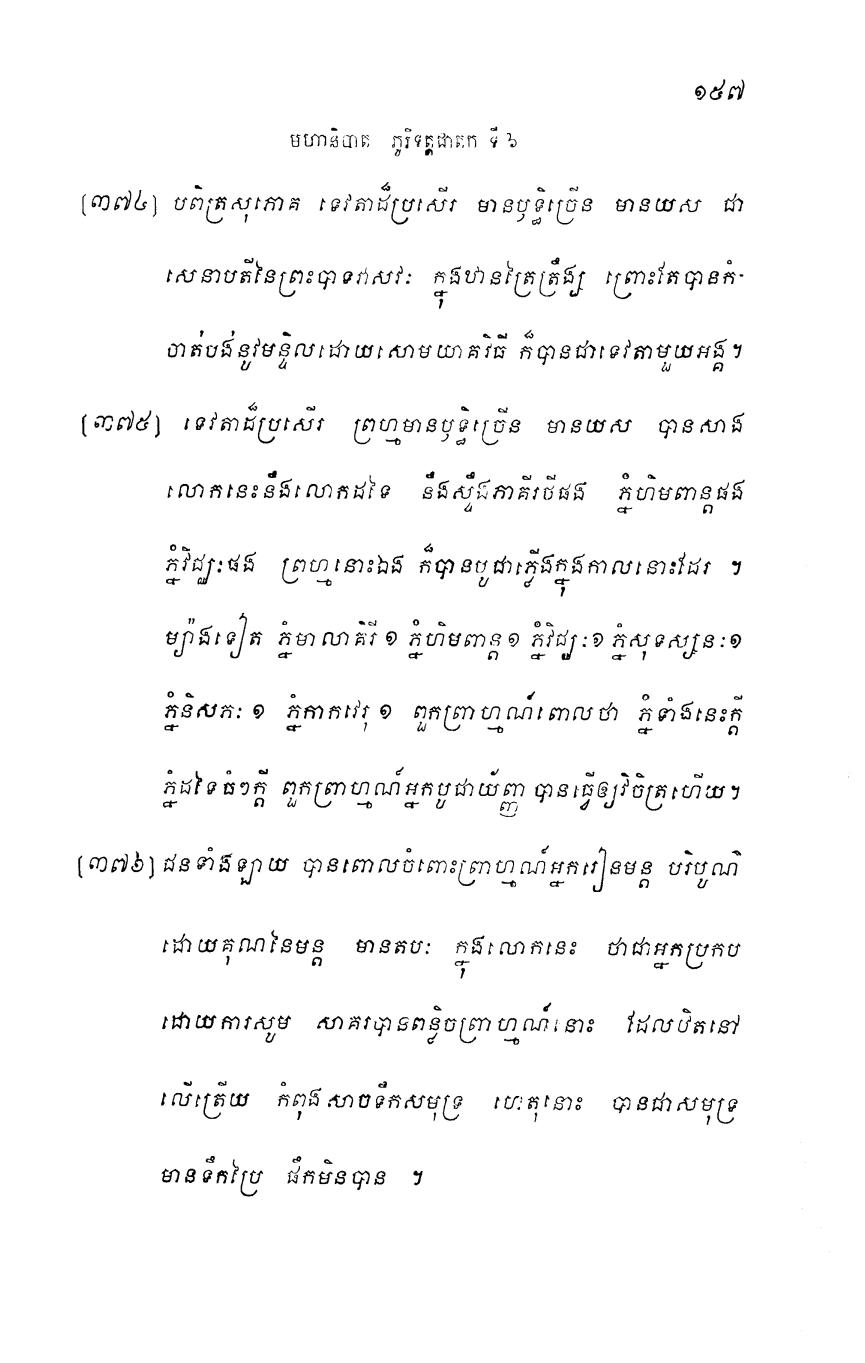 ១៥៧
មហានិបាត ភូរិទត្តជាតក ទី ៦
[៣៧៤] បពិត្រសុភោគ ទេវតាដ៏ប្រសើរ មានឫទ្ធិច្រើន មានយស ជា
សេនាបតីនៃព្រះបាទវាសវៈ ក្នុងឋានត្រៃត្រឹង្ស ព្រោះតែបានកំ-
ចាត់បង់នូវមន្ទិលដោយសោមយាគវិធី ក៏បានជាទេវតាមួយអង្គ។
[៣៧៥] ទេវតាដ៏ប្រសើរ ព្រហ្មមានឫទ្ធិច្រើន មានយស បានសាង
លោកនេះនឹងលោកដទៃ នឹងស្ទឹងភាគីរថីផង ភ្នំហិមពាន្តផង
ភ្នំវិជ្ឈៈផង ព្រហ្មនោះឯង ក៏បានបូជាភ្លើងក្នុងកាលនោះដែរ ។
ម្យ៉ាងទៀត ភ្នំមាលាគិរី ១ ភ្នំហិមពាន្ត ១ ភ្នំវិជ្ឈៈ ១ ភ្នំសុទស្សនៈ ១
ភ្នំនិសភៈ ១ ភ្នំកាកវេរុ ១ ពួកព្រាហ្មណ៍ពោលថា ភ្នំទាំងនេះក្តី
ភ្នំដទៃធំៗក្តី ពួកព្រាហ្មណ៍អ្នកបូជាយ័ញ្ញ បានធ្វើឲ្យវិចិត្រហើយ។
[៣៧៦] ជនទាំងឡាយ បានពោលចំពោះព្រាហ្មណ៍អ្នករៀនមន្ត បរិបូណ៌
ដោយគុណនៃមន្ត មានតបៈ ក្នុងលោកនេះ ថាជាអ្នកប្រកប
ដោយការសូម សាគរបានពន្លិចព្រាហ្មណ៍នោះ ដែលឋិតនៅ
លើត្រើយ កំពុងសាចទឹកសមុទ្រ ហេតុនោះ បានជាសមុទ្រ
មានទឹកប្រៃ ផឹកមិនបាន ។